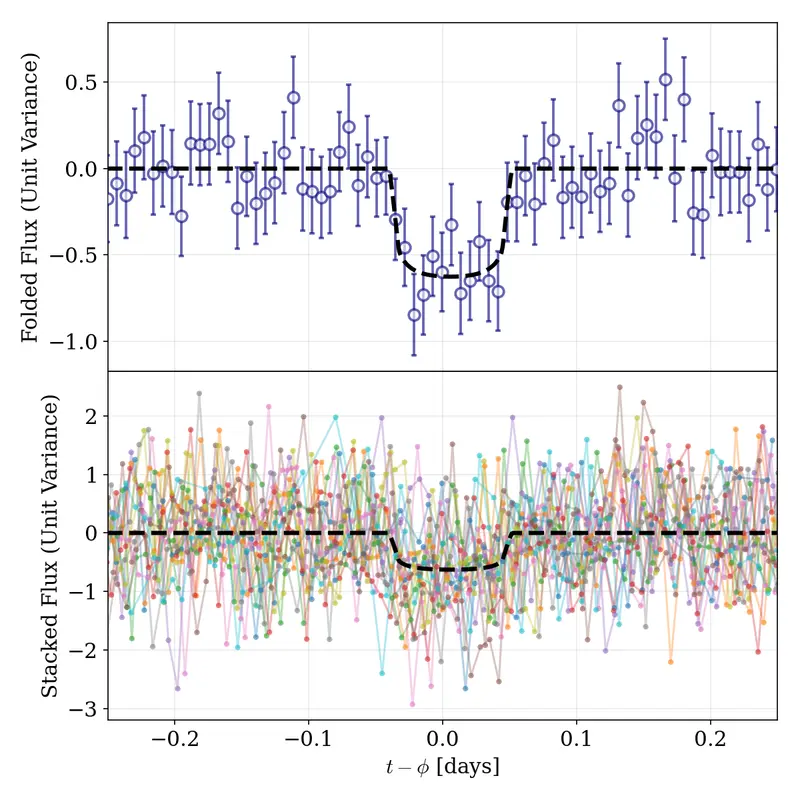 Folded Flux (Unit Variance)
0.5
0.0
−0.5
−1.0
Stacked Flux (Unit Variance)
2
1
0
−1
−2
−3
−0.2 −0.1 0.0 0.1 0.2
t − ϕ [days]